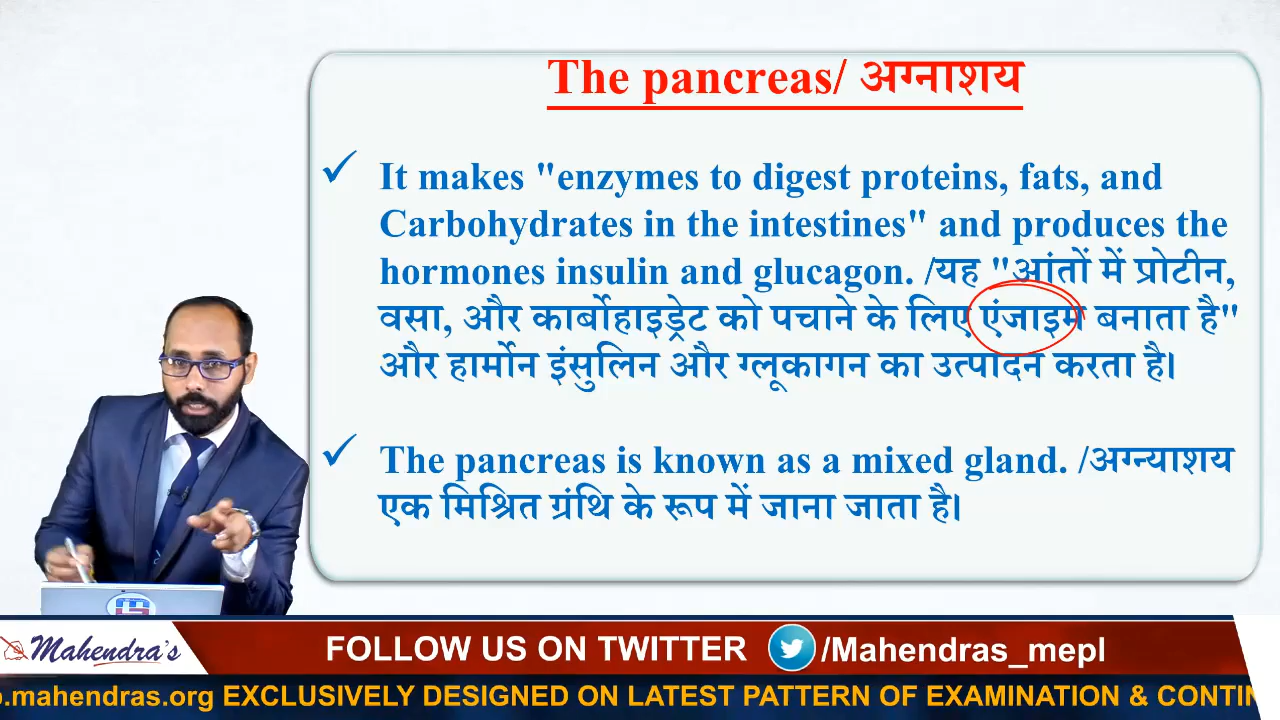 The pancreas/ अग्नाशय
It makes "enzymes to digest proteins, fats, and
Carbohydrates in the intestines" and produces the
hormones insulin and glucagon. /यह "आंतों में प्रोटीन,
वसा, और कार्बोहाइड्रेट को पचाने के लिए एंजाइम बनाता है"
और हार्मोन इंसुलिन और ग्लूकागन का उत्पादन करता है।
The pancreas is known as a mixed gland. /अग्न्याशय
एक मिश्रित ग्रंथि के रूप में जाना जाता है।
Mahendra's
FOLLOW US ON TWITTER /Mahendras_mepl
.mahendras.org EXCLUSIVELY DESIGNED ON LATEST PATTERN OF EXAMINATION & CONTIN